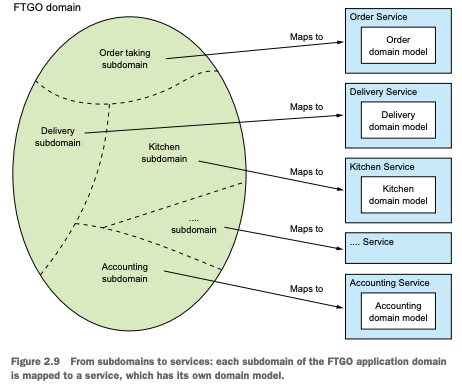 FTGO domain
Order taking
subdomain
Maps to
Order Service
Order
domain model
Delivery
subdomain
Maps to
Delivery Service
Delivery
domain model
Kitchen
subdomain
Maps to
Kitchen Service
Kitchen
domain model
....
subdomain
Maps to
.... Service
Accounting
subdomain
Maps to
Accounting Service
Accounting
domain model
Figure 2.9 From subdomains to services: each subdomain of the FTGO application domain
is mapped to a service, which has its own domain model.